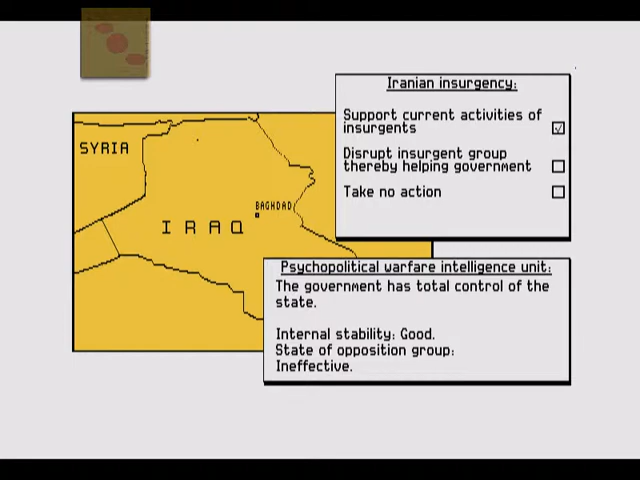 Iranian insurgency:
Support current activities of
insurgents
Disrupt insurgent group
thereby helping government
Take no action
SYRIA
BAGHDAD
IRAQ
Psychopolitical warfare intelligence unit:
The government has total control of the
state.
Internal stability: Good.
State of opposition group:
Ineffective.